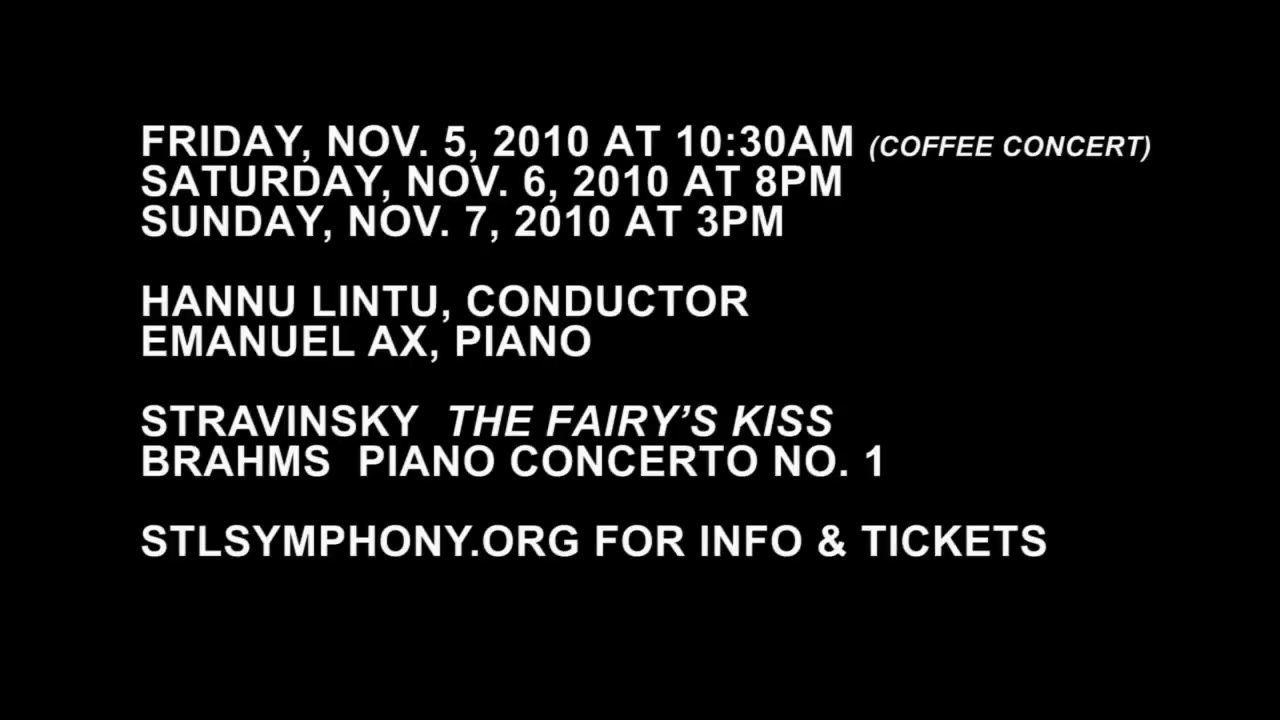 FRIDAY, NOV. 5, 2010 AT 10:30AM (COFFEE CONCERT)
SATURDAY, NOV. 6, 2010 AT 8PM
SUNDAY, NOV. 7, 2010 AT 3PM
HANNU LINTU, CONDUCTOR
EMANUEL AX, PIANO
STRAVINSKY THE FAIRY’S KISS
BRAHMS PIANO CONCERTO NO. 1
STLSYMPHONY.ORG FOR INFO & TICKETS